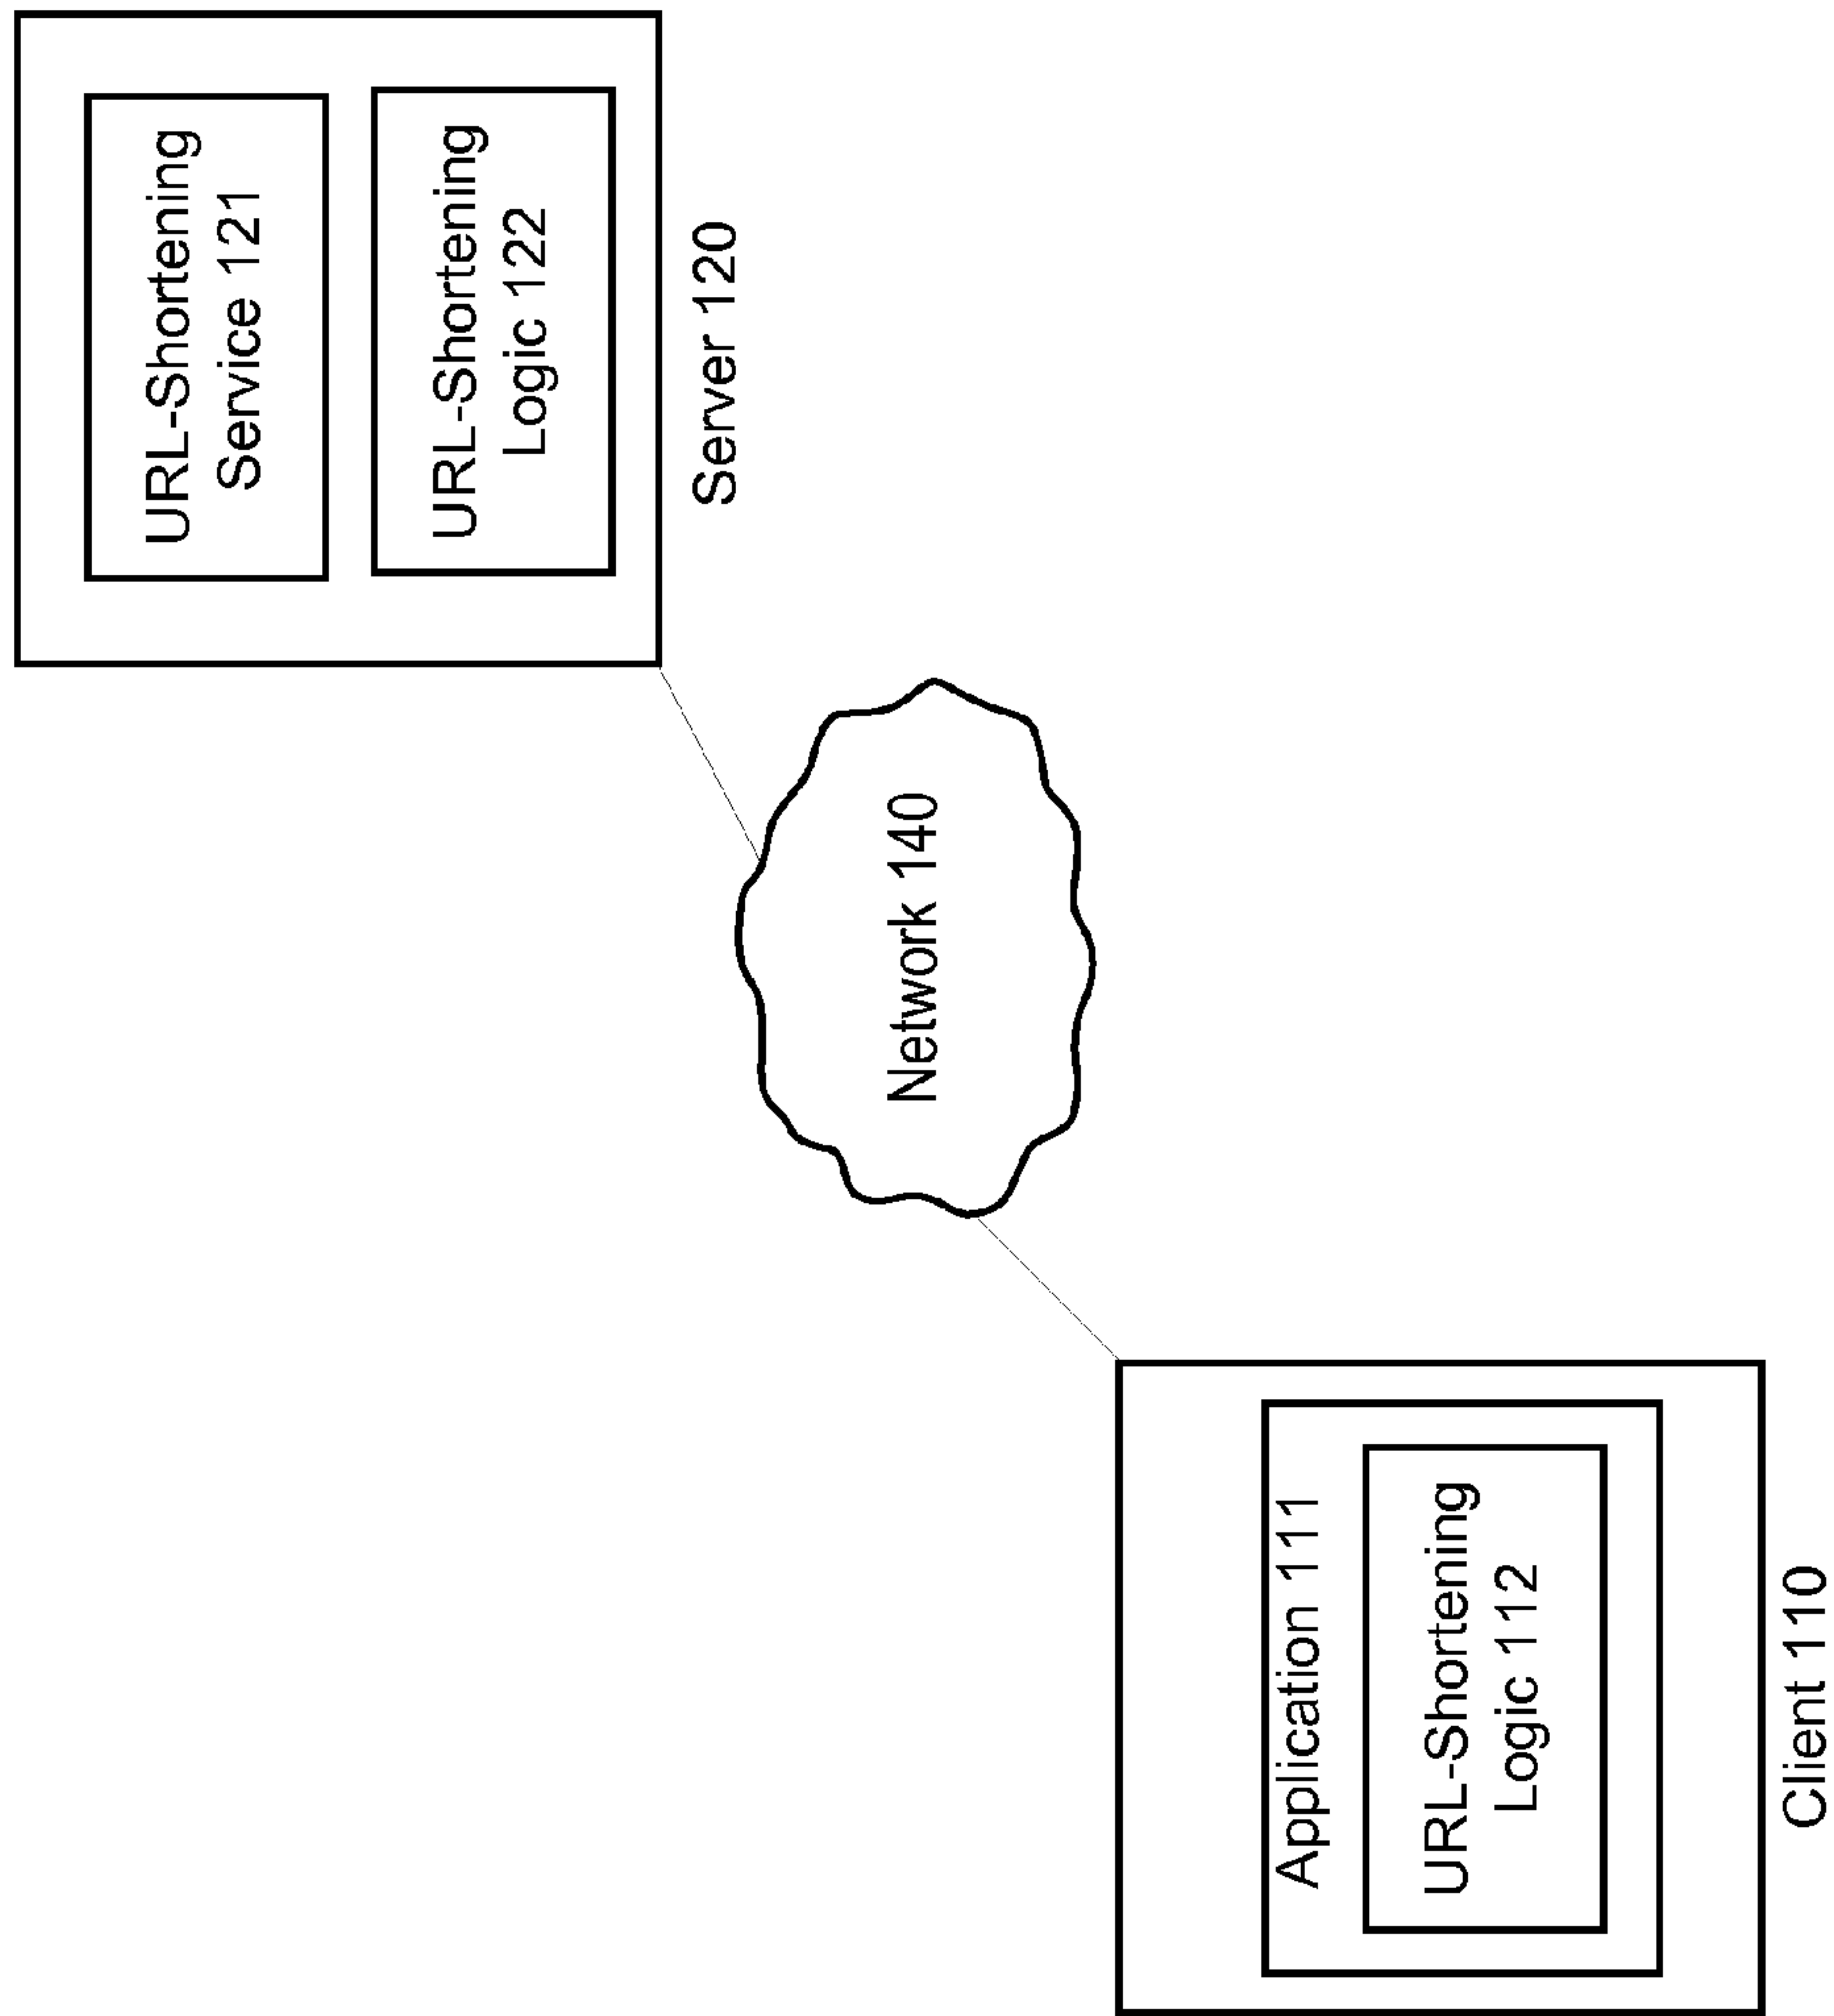 URL-Shortening
Service 121
URL-Shortening
Logic 122
Server 120
Network 140
Application 111
URL-Shortening
Logic 112
Client 110